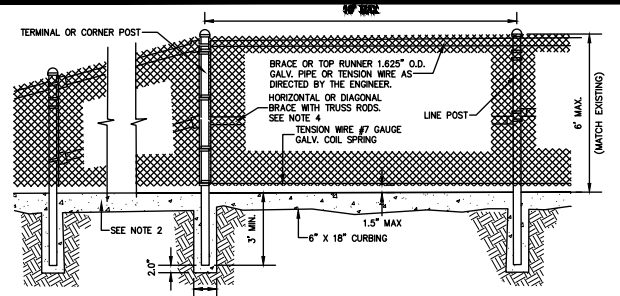 TERMINAL OR CORNER POST
BRACE OR TOP RUNNER 1.625" O.D.
GALV. PIPE OR TENSION WIRE AS
DIRECTED BY THE ENGINEER.
HORIZONTAL OR DIAGONAL
BRACE WITH TRUSS RODS.
SEE NOTE 4
TENSION WIRE #7 GAUGE
GALV. COIL SPRING
LINE POST
6' MAX.
(MATCH EXISTING)
SEE NOTE 2
3' MIN.
1.5" MAX
6" X 18" CURBING
2.0"